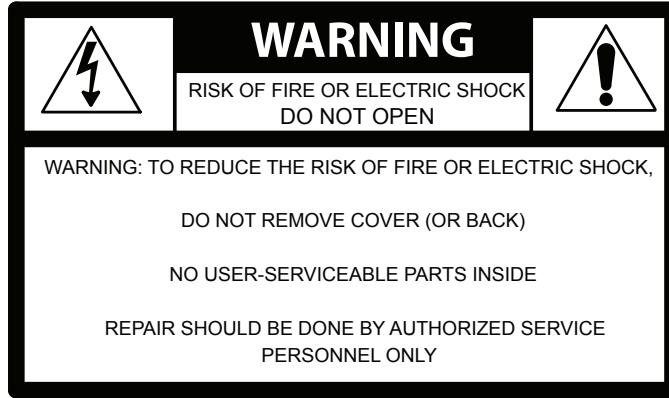 WARNING
RISK OF FIRE OR ELECTRIC SHOCK
DO NOT OPEN
WARNING: TO REDUCE THE RISK OF FIRE OR ELECTRIC SHOCK,
DO NOT REMOVE COVER (OR BACK)
NO USER-SERVICEABLE PARTS INSIDE
REPAIR SHOULD BE DONE BY AUTHORIZED SERVICE
PERSONNEL ONLY